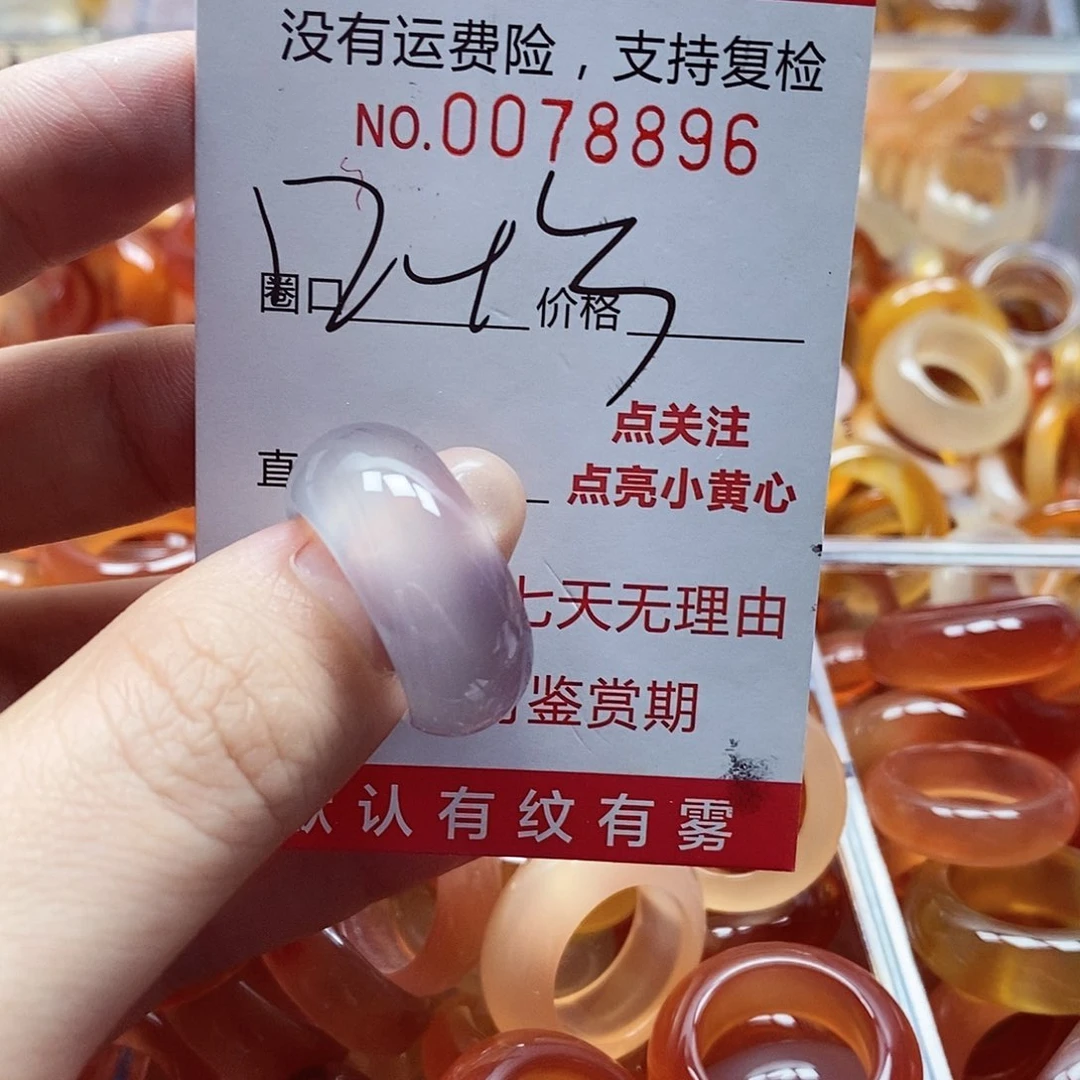 没有运费险，支持复检
NO.0078896
圈口 价格
点关注
直 点亮小黄心
七天无理由
鉴赏期
认有纹有雾